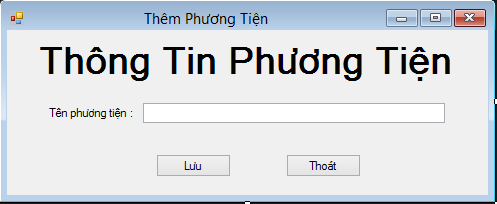 Thêm Phương Tiện
Thông Tin Phương Tiện
Tên phương tiện :
Lưu
Thoát